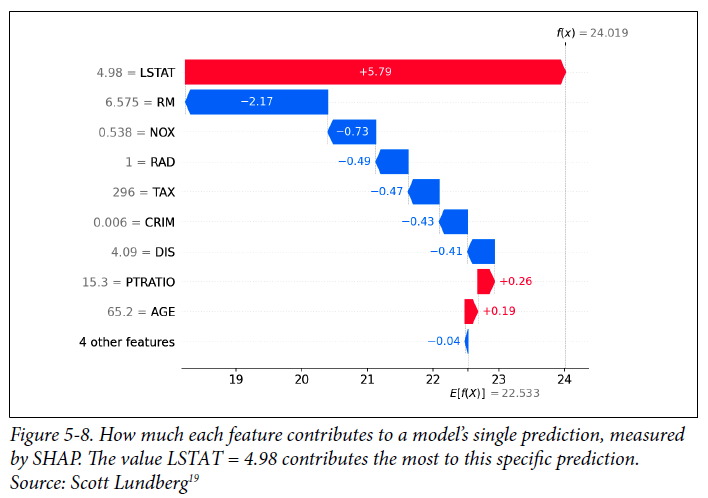 f(x) = 24.019
4.98 = LSTAT
+5.79
6.575 = RM
−2.17
0.538 = NOX
−0.73
1 = RAD
−0.49
296 = TAX
−0.47
0.006 = CRIM
−0.43
4.09 = DIS
−0.41
15.3 = PTRATIO
+0.26
65.2 = AGE
+0.19
4 other features
−0.04
19 20 21 22 23 24
E[f(X)] = 22.533
Figure 5-8. How much each feature contributes to a model's single prediction, measured
by SHAP. The value LSTAT = 4.98 contributes the most to this specific prediction.
Source: Scott Lundberg19